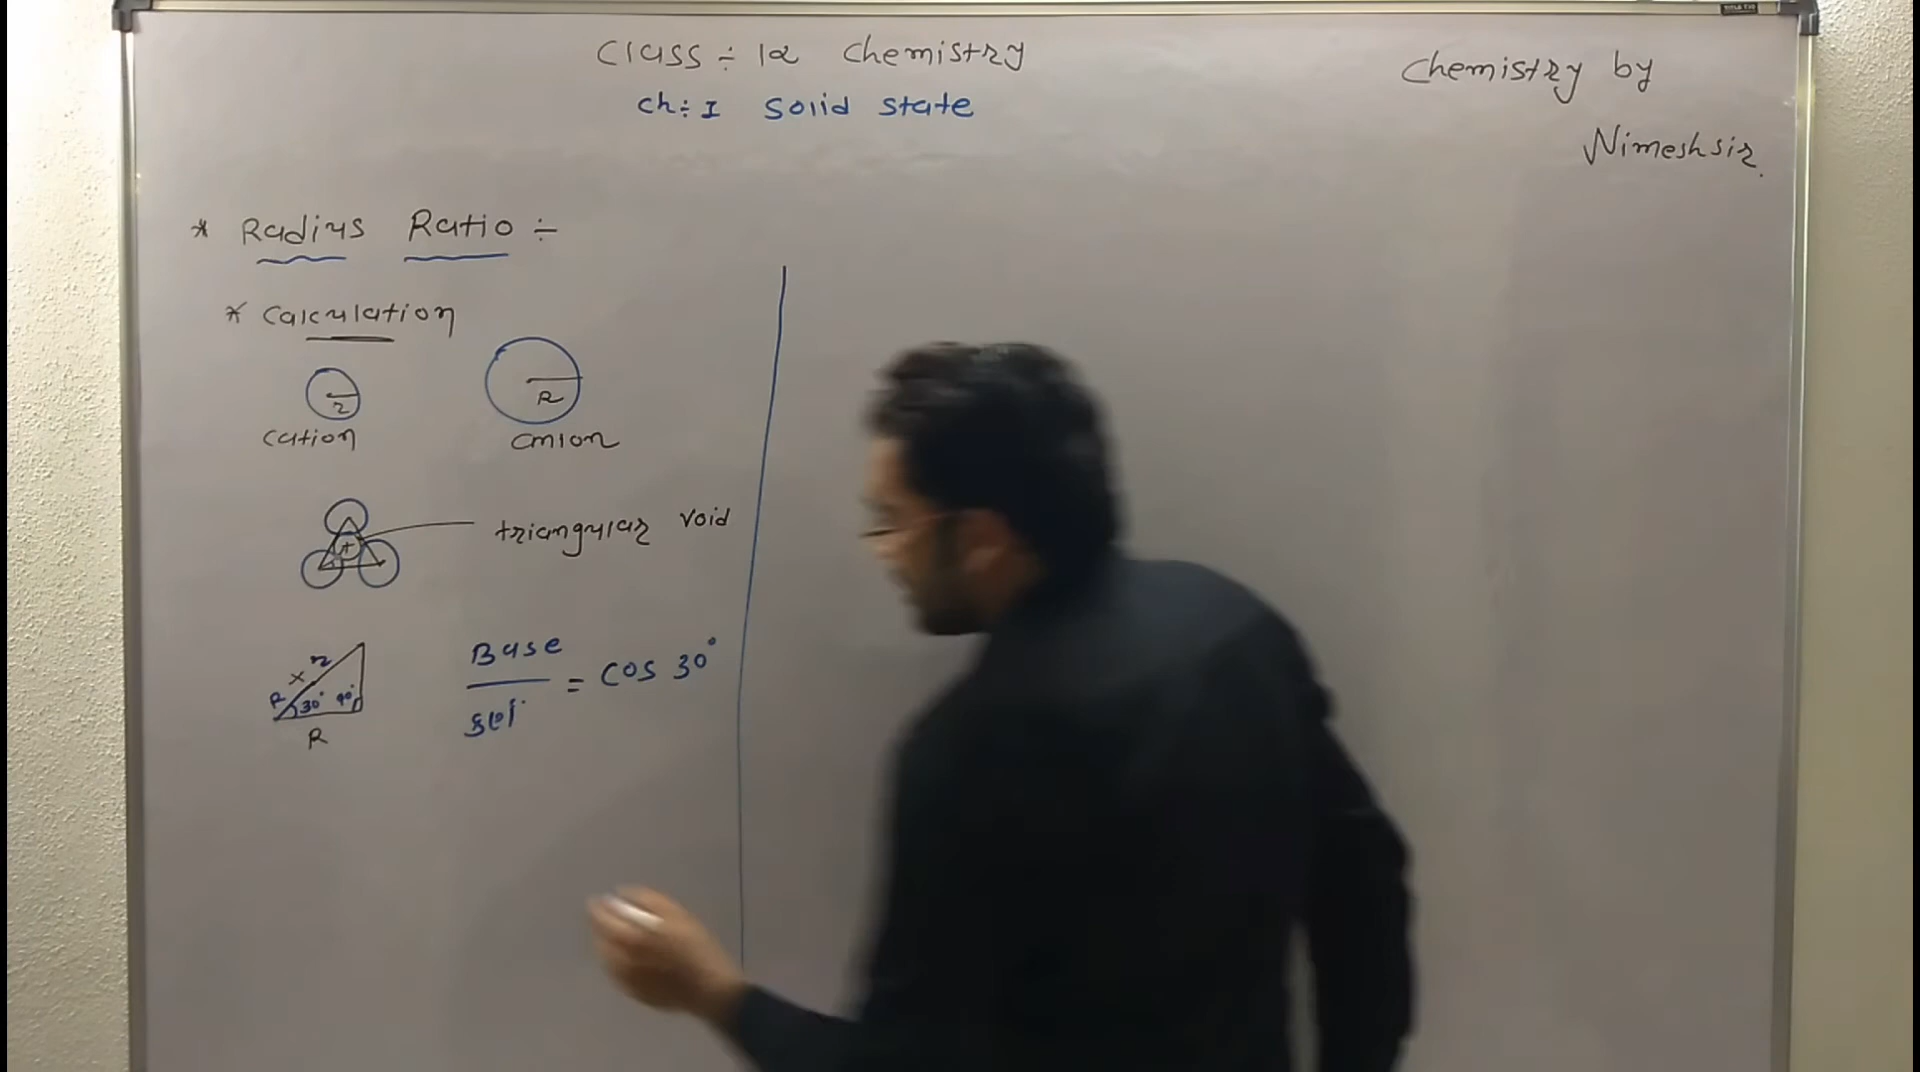 Class ÷ 12 Chemistry
Ch ÷ I Solid state
Chemistry by
Nimeshsir.
* Radius Ratio ÷
* Calculation
r
R
cation
anion
+
triangular void
Base
= cos 30°
કર્ણ
r
x
R 30° 90°
R